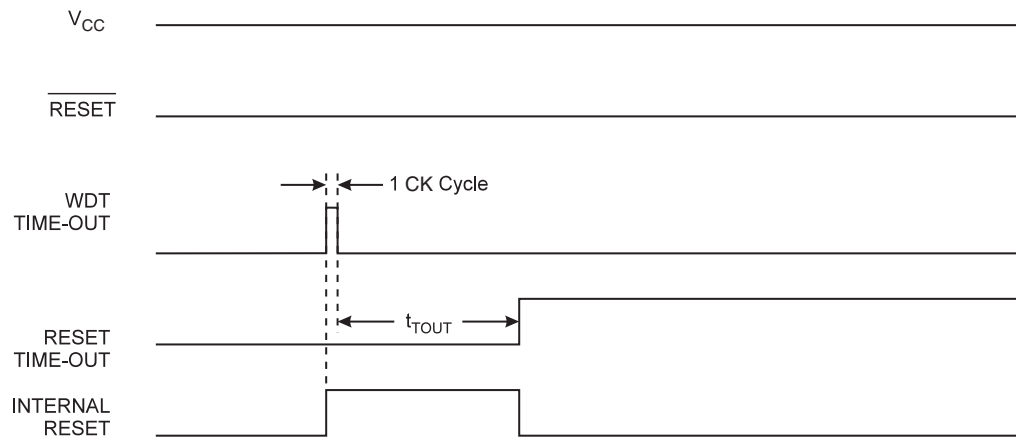 VCC
RESET
1 CK Cycle
WDT
TIME-OUT
tTOUT
RESET
TIME-OUT
INTERNAL
RESET